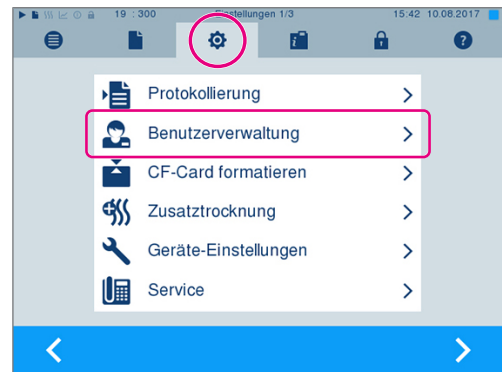 19 : 300 Einstellungen 1/3 15:42 10.08.2017
Protokollierung
Benutzerverwaltung
CF-Card formatieren
Zusatztrocknung
Geräte-Einstellungen
Service